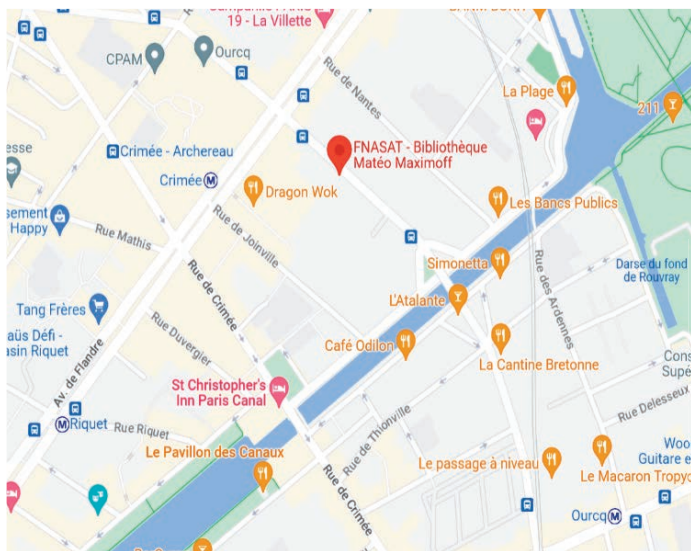 19 - La Villette
CPAM
Ourcq
Rue de Nantes
La Plage
211
FNASAT - Bibliothèque
Matéo Maximoff
Crimée - Archereau
Crimée
M
Dragon Wok
Les Bancs Publics
Happy
Rue Mathis
Rue de Joinville
Simonetta
Rue des Ardennes
Darse du fond
de Rouvray
Rue de Crimée
L'Atalante
Tang Frères
Rue Duvergier
Café Odilon
La Cantine Bretonne
Av. de Flandre
St Christopher's
Inn Paris Canal
Rue Delesseux
M
Riquet
Rue Riquet
Rue de Thionville
Le Pavillon des Canaux
Le passage à niveau
Guitare e
Le Macaron Tropyc
Rue de Crimée
Ourcq
M